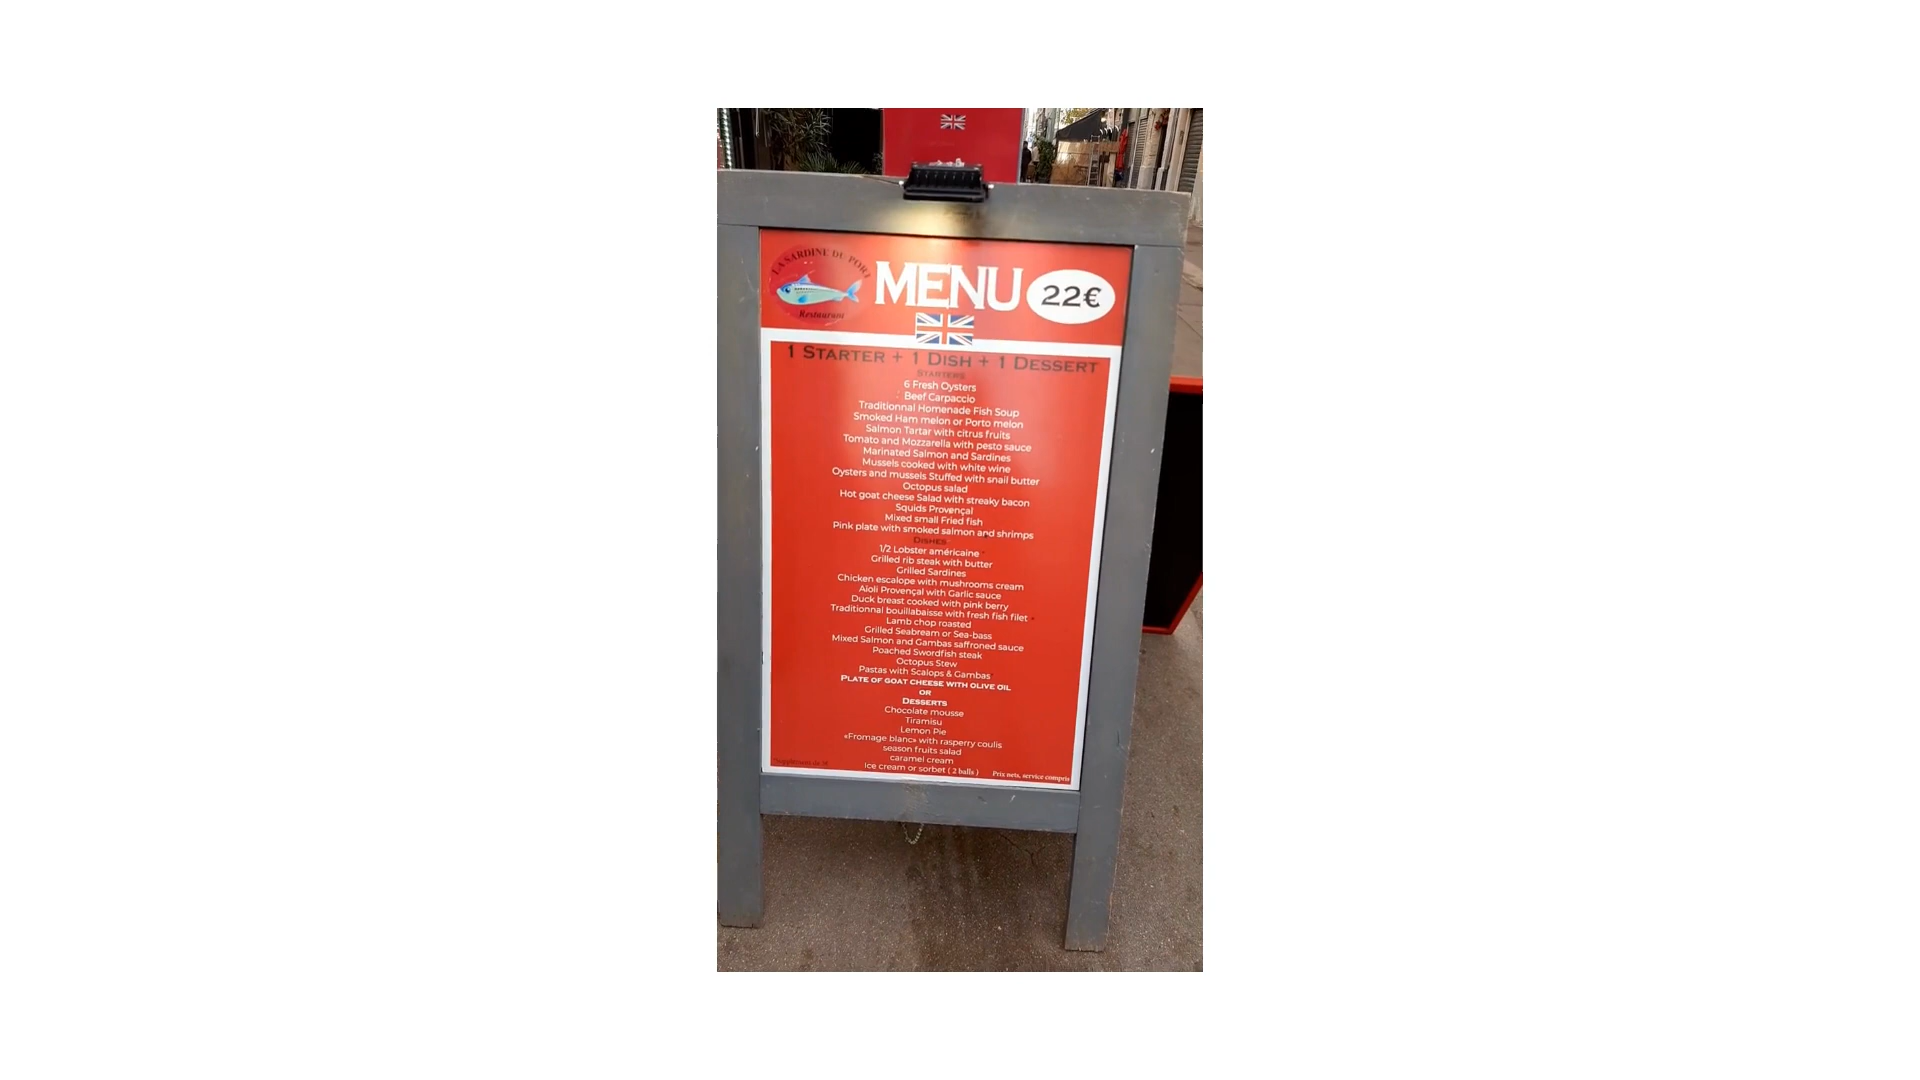 LA SARDINE DU PORT
Restaurant
MENU
22€
1 STARTER + 1 DISH + 1 DESSERT
STARTERS
6 Fresh Oysters
Beef Carpaccio
Traditionnal Homenade Fish Soup
Smoked Ham melon or Porto melon
Salmon Tartar with citrus fruits
Tomato and Mozzarella with pesto sauce
Marinated Salmon and Sardines
Mussels cooked with white wine
Oysters and mussels Stuffed with snail butter
Octopus salad
Hot goat cheese Salad with streaky bacon
Squids Provençal
Mixed small Fried fish
Pink plate with smoked salmon and shrimps
DISHES
1/2 Lobster américaine *
Grilled rib steak with butter
Grilled Sardines
Chicken escalope with mushrooms cream
Aïoli Provençal with Garlic sauce
Duck breast cooked with pink berry
Traditionnal bouillabaisse with fresh fish filet *
Lamb chop roasted
Grilled Seabream or Sea-bass
Mixed Salmon and Gambas saffroned sauce
Poached Swordfish steak
Octopus Stew
Pastas with Scalops & Gambas
PLATE OF GOAT CHEESE WITH OLIVE OIL
OR
DESSERTS
Chocolate mousse
Tiramisu
Lemon Pie
«Fromage blanc» with rasperry coulis
season fruits salad
caramel cream
Ice cream or sorbet ( 2 balls )
Prix nets, service compris